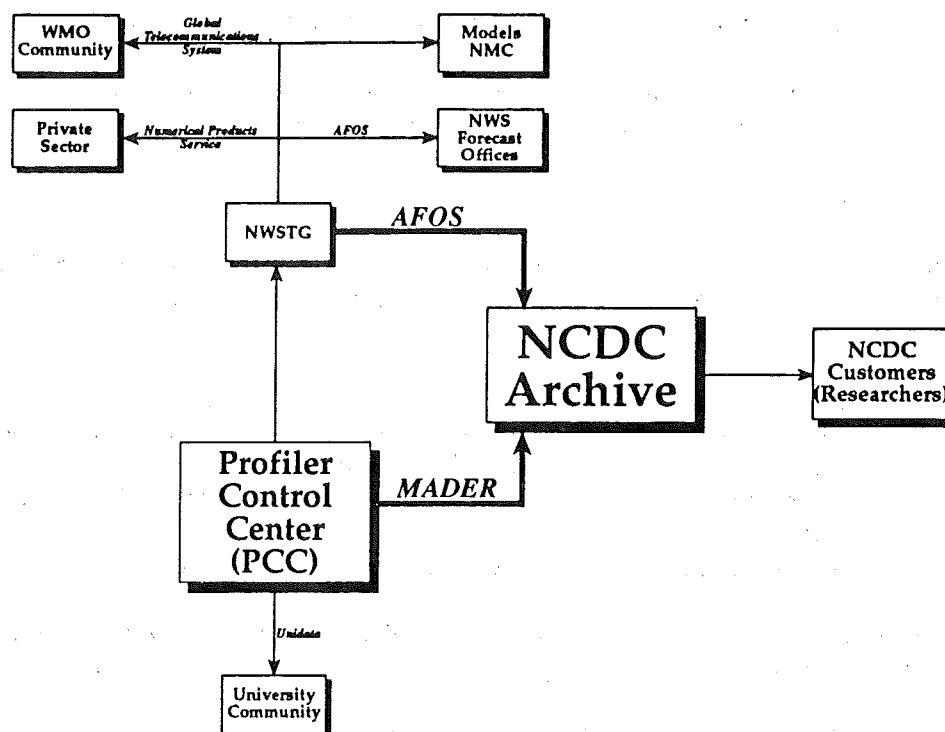 WMO
Community
Global
Telecommunications
System
Models
NMC
Private
Sector
Numerical Products
Service
AFOS
NWS
Forecast
Offices
NWSTG
AFOS
NCDC
Archive
NCDC
Customers
(Researchers)
Profiler
Control
Center
(PCC)
MADER
Unidata
University
Community